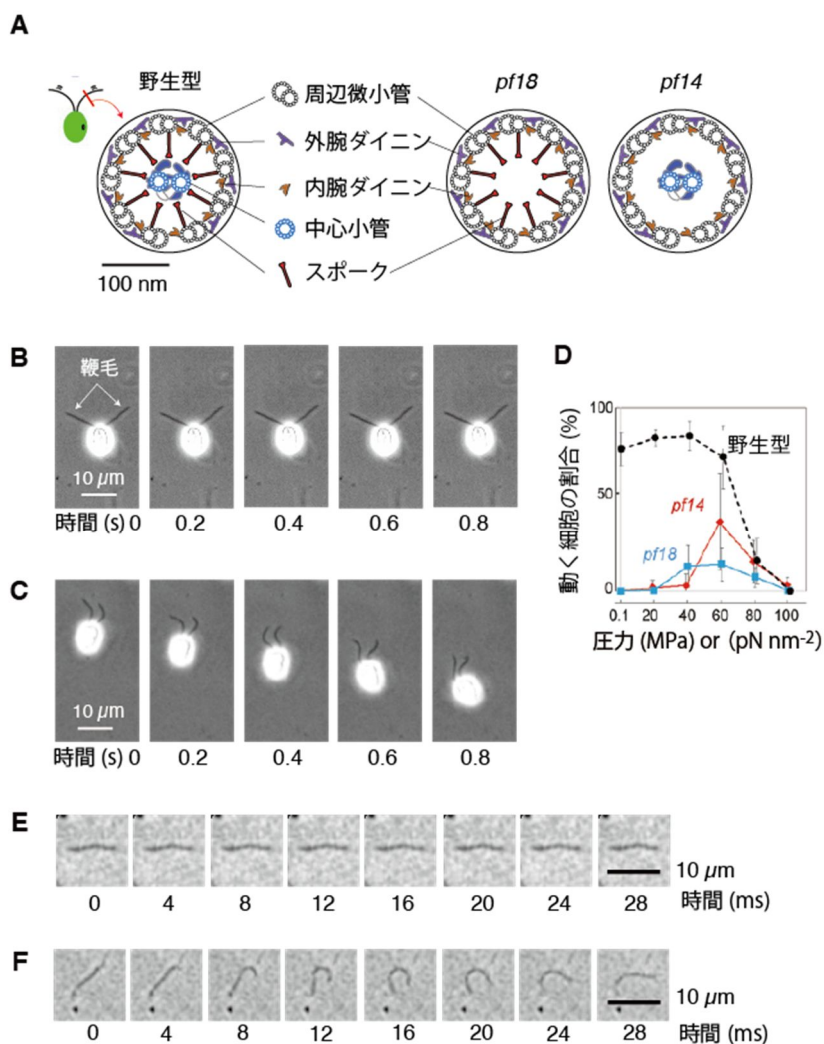 A
野生型
pf18
pf14
周辺微小管
外腕ダイニン
内腕ダイニン
中心小管
スポーク
100 nm
B
鞭毛
10 µm
時間 (s) 0 0.2 0.4 0.6 0.8
C
10 µm
時間 (s) 0 0.2 0.4 0.6 0.8
D
動く細胞の割合 (%)
100
50
0
野生型
pf14
pf18
0.1 20 40 60 80 100
圧力 (MPa) or (pN nm-2)
E
10 µm
0 4 8 12 16 20 24 28 時間 (ms)
F
10 µm
0 4 8 12 16 20 24 28 時間 (ms)